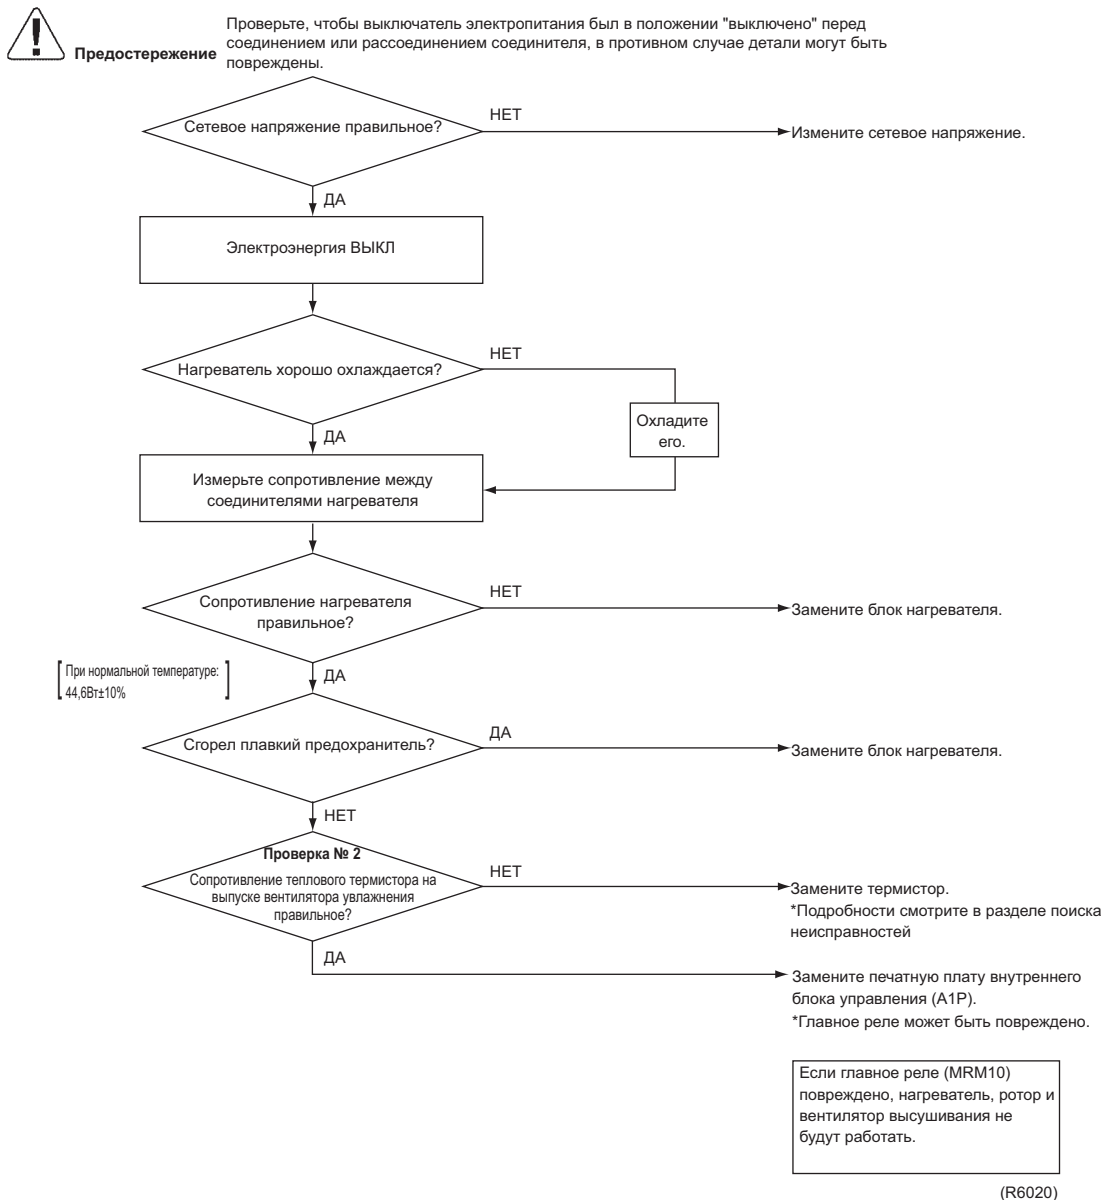 Предостережение
Проверьте, чтобы выключатель электропитания был в положении "выключено" перед
соединением или рассоединением соединителя, в противном случае детали могут быть
повреждены.
Сетевое напряжение правильное?
НЕТ
Измените сетевое напряжение.
ДА
Электроэнергия ВЫКЛ
Нагреватель хорошо охлаждается?
НЕТ
Охладите
его.
ДА
Измерьте сопротивление между
соединителями нагревателя
Сопротивление нагревателя
правильное?
НЕТ
Замените блок нагревателя.
[ При нормальной температуре:
44,6Вт±10% ]
ДА
Сгорел плавкий предохранитель?
ДА
Замените блок нагревателя.
НЕТ
Проверка № 2
Сопротивление теплового термистора на
выпуске вентилятора увлажнения
правильное?
НЕТ
Замените термистор.
*Подробности смотрите в разделе поиска
неисправностей
ДА
Замените печатную плату внутреннего
блока управления (A1P).
*Главное реле может быть повреждено.
Если главное реле (MRM10)
повреждено, нагреватель, ротор и
вентилятор высушивания не
будут работать.
(R6020)